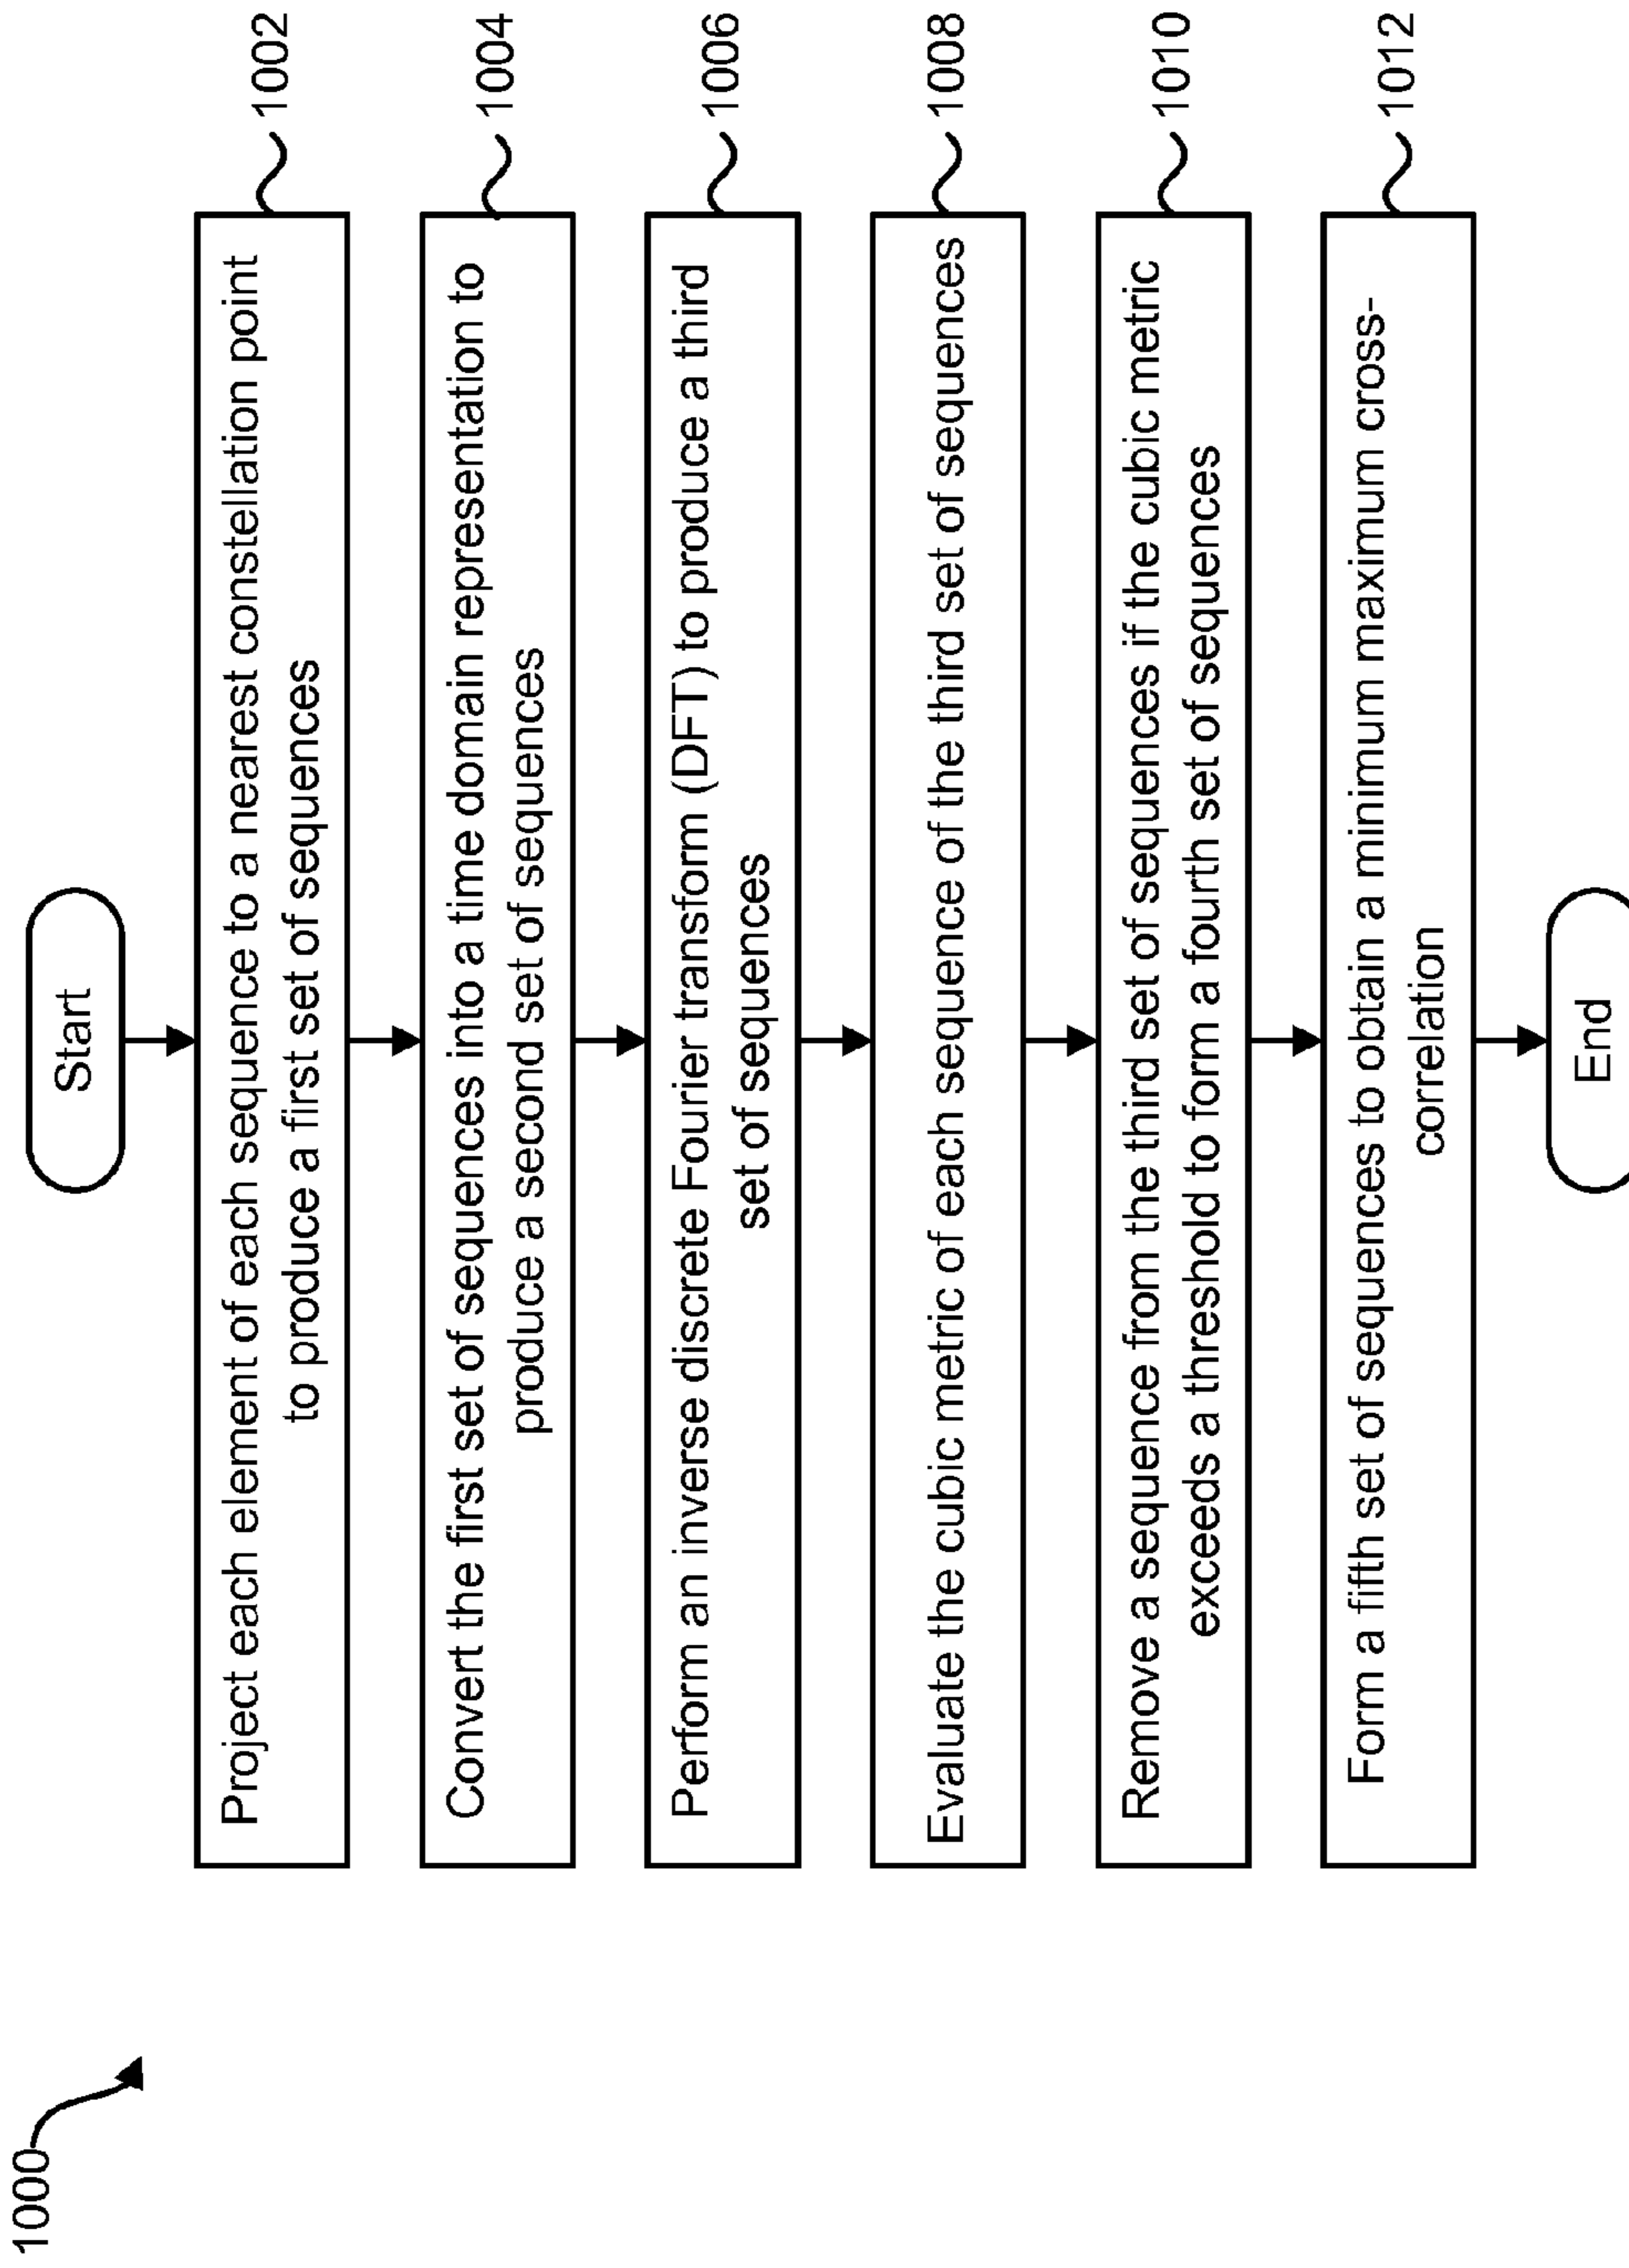 1000
Start
Project each element of each sequence to a nearest constellation point
to produce a first set of sequences
1002
Convert the first set of sequences into a time domain representation to
produce a second set of sequences
1004
Perform an inverse discrete Fourier transform (DFT) to produce a third
set of sequences
1006
Evaluate the cubic metric of each sequence of the third set of sequences
1008
Remove a sequence from the third set of sequences if the cubic metric
exceeds a threshold to form a fourth set of sequences
1010
Form a fifth set of sequences to obtain a minimum maximum cross-
correlation
1012
End